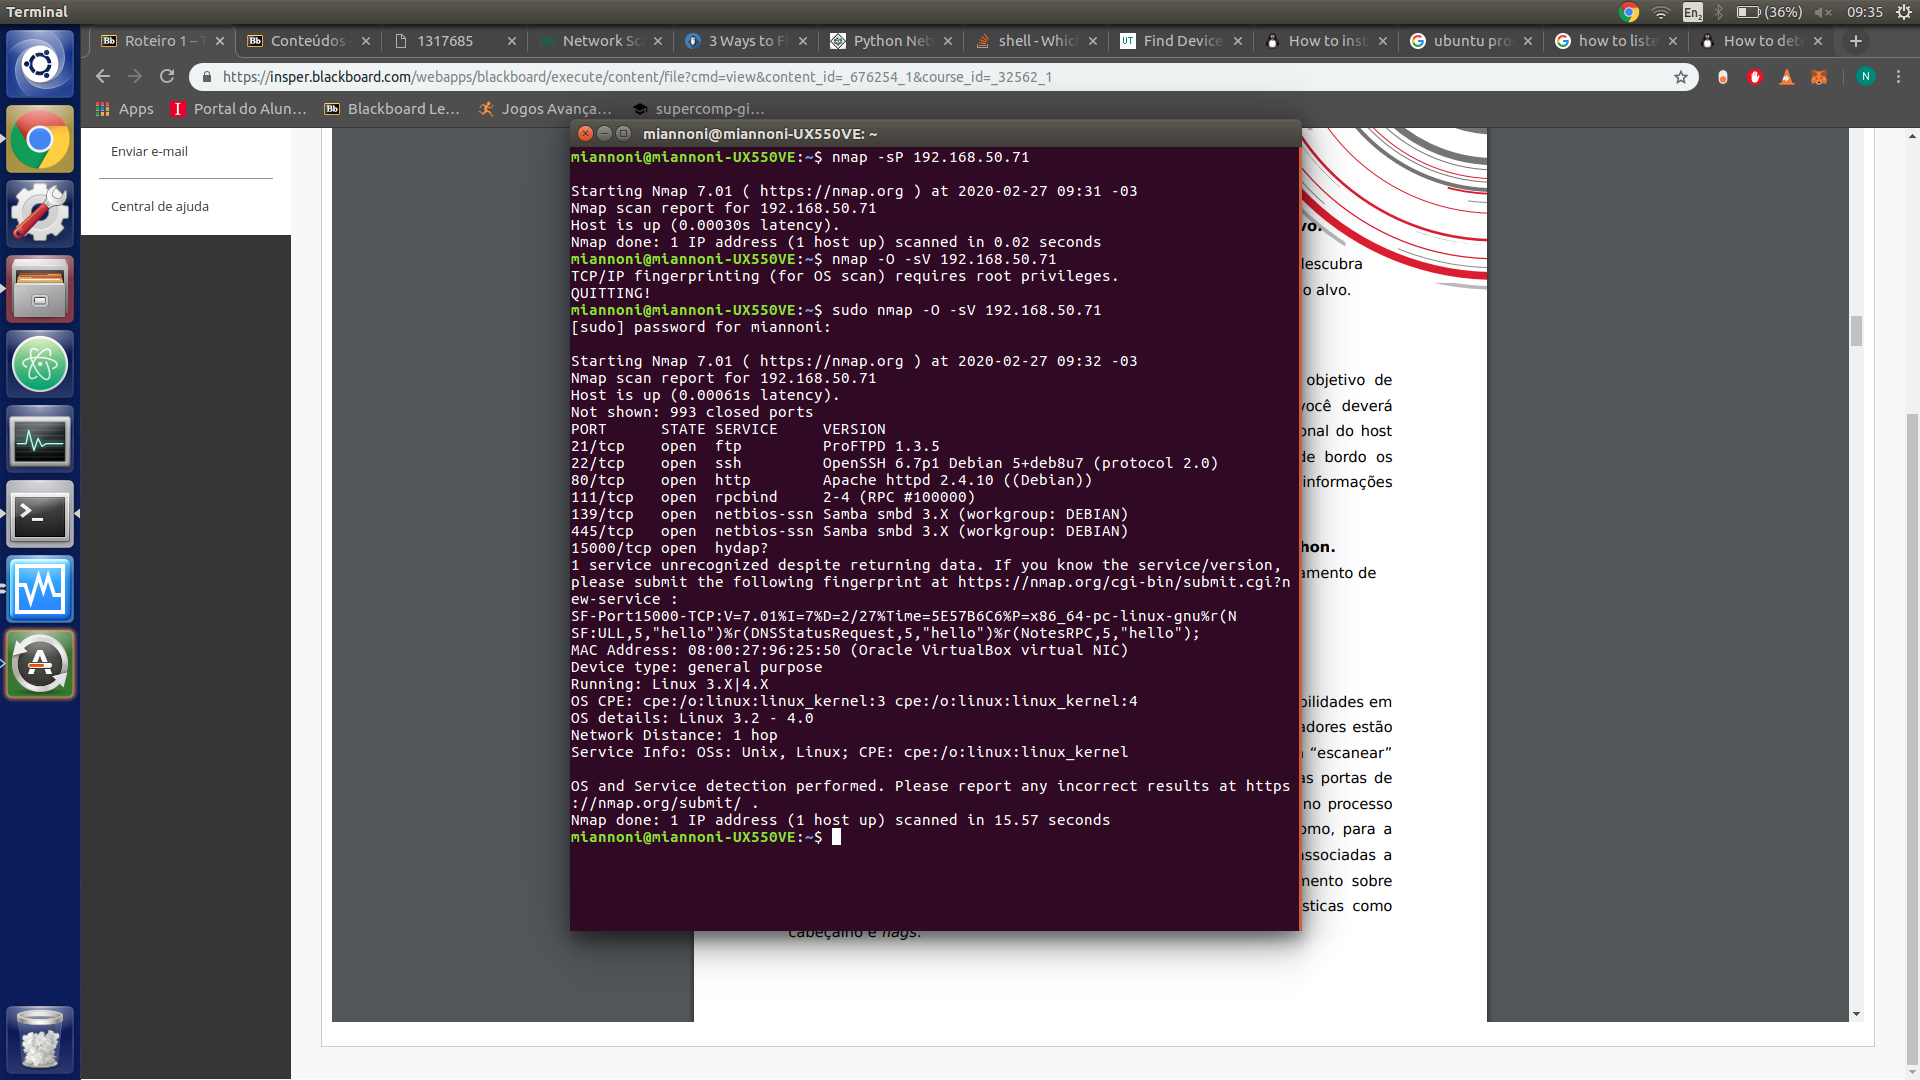 Terminal
En2
(36%)
09:35
Roteiro 1 – T
Conteúdos
1317685
Network Sc
3 Ways to F
Python Net
shell - Whic
Find Device
How to inst
ubuntu pro
how to liste
How to det
https://insper.blackboard.com/webapps/blackboard/execute/content/file?cmd=view&content_id=_676254_1&course_id=_32562_1
N
Apps
Portal do Alun...
Blackboard Le...
Jogos Avança...
supercomp-gi...
Enviar e-mail
Central de ajuda
miannoni@miannoni-UX550VE: ~
miannoni@miannoni-UX550VE:~$ nmap -sP 192.168.50.71
Starting Nmap 7.01 ( https://nmap.org ) at 2020-02-27 09:31 -03
Nmap scan report for 192.168.50.71
Host is up (0.00030s latency).
Nmap done: 1 IP address (1 host up) scanned in 0.02 seconds
miannoni@miannoni-UX550VE:~$ nmap -O -sV 192.168.50.71
TCP/IP fingerprinting (for OS scan) requires root privileges.
QUITTING!
miannoni@miannoni-UX550VE:~$ sudo nmap -O -sV 192.168.50.71
[sudo] password for miannoni:
Starting Nmap 7.01 ( https://nmap.org ) at 2020-02-27 09:32 -03
Nmap scan report for 192.168.50.71
Host is up (0.00061s latency).
Not shown: 993 closed ports
PORT STATE SERVICE VERSION
21/tcp open ftp ProFTPD 1.3.5
22/tcp open ssh OpenSSH 6.7p1 Debian 5+deb8u7 (protocol 2.0)
80/tcp open http Apache httpd 2.4.10 ((Debian))
111/tcp open rpcbind 2-4 (RPC #100000)
139/tcp open netbios-ssn Samba smbd 3.X (workgroup: DEBIAN)
445/tcp open netbios-ssn Samba smbd 3.X (workgroup: DEBIAN)
15000/tcp open hydap?
1 service unrecognized despite returning data. If you know the service/version,
please submit the following fingerprint at https://nmap.org/cgi-bin/submit.cgi?n
ew-service :
SF-Port15000-TCP:V=7.01%I=7%D=2/27%Time=5E57B6C6%P=x86_64-pc-linux-gnu%r(N
SF:ULL,5,"hello")%r(DNSStatusRequest,5,"hello")%r(NotesRPC,5,"hello");
MAC Address: 08:00:27:96:25:50 (Oracle VirtualBox virtual NIC)
Device type: general purpose
Running: Linux 3.X|4.X
OS CPE: cpe:/o:linux:linux_kernel:3 cpe:/o:linux:linux_kernel:4
OS details: Linux 3.2 - 4.0
Network Distance: 1 hop
Service Info: OSs: Unix, Linux; CPE: cpe:/o:linux:linux_kernel
OS and Service detection performed. Please report any incorrect results at https
://nmap.org/submit/ .
Nmap done: 1 IP address (1 host up) scanned in 15.57 seconds
miannoni@miannoni-UX550VE:~$
vo.
descubra
o alvo.
objetivo de
você deverá
onal do host
de bordo os
informações
hon.
amento de
bilidades em
adores estão
"escanear"
as portas de
no processo
omo, para a
associadas a
mento sobre
sticas como
cabeçalho e flags.